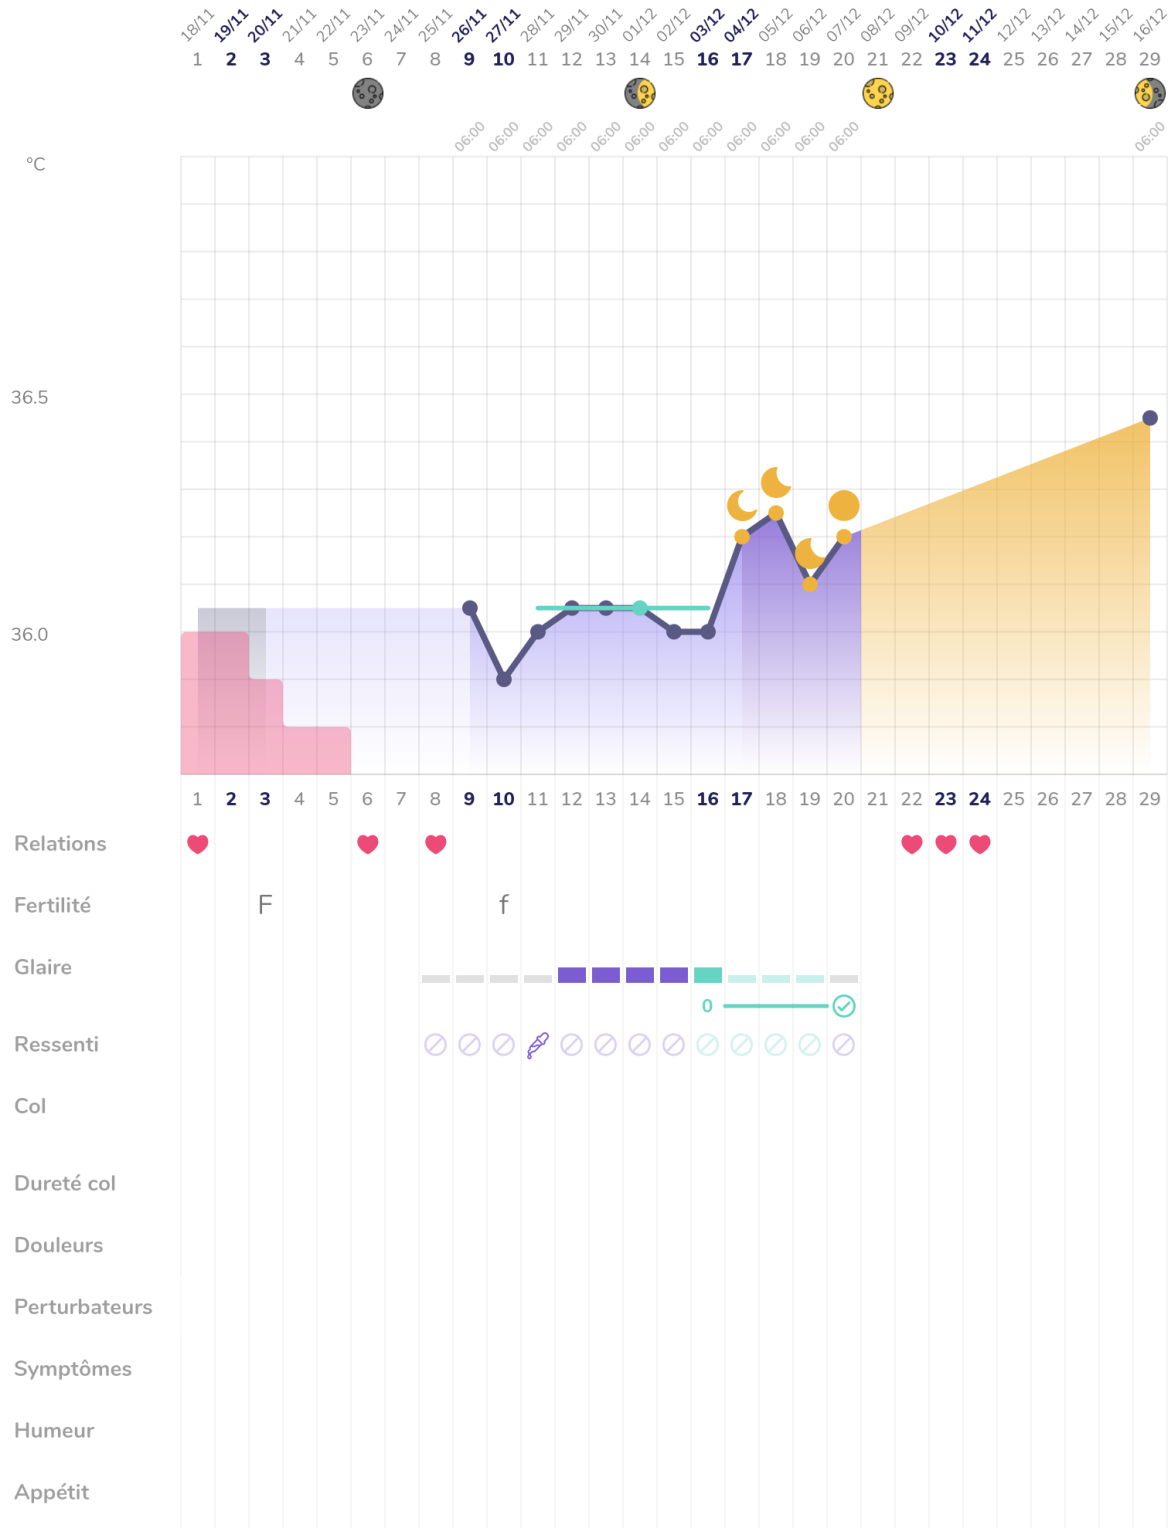 18/11 19/11 20/11 21/11 22/11 23/11 24/11 25/11 26/11 27/11 28/11 29/11 30/11 01/12 02/12 03/12 04/12 05/12 06/12 07/12 08/12 09/12 10/12 11/12 12/12 13/12 14/12 15/12 16/12
1 2 3 4 5 6 7 8 9 10 11 12 13 14 15 16 17 18 19 20 21 22 23 24 25 26 27 28 29
06:00 06:00 06:00 06:00 06:00 06:00 06:00 06:00 06:00 06:00 06:00 06:00 06:00
°C
36.5
36.0
1 2 3 4 5 6 7 8 9 10 11 12 13 14 15 16 17 18 19 20 21 22 23 24 25 26 27 28 29
Relations
Fertilité F f
Glaire
0
Ressenti
Col
Dureté col
Douleurs
Perturbateurs
Symptômes
Humeur
Appétit